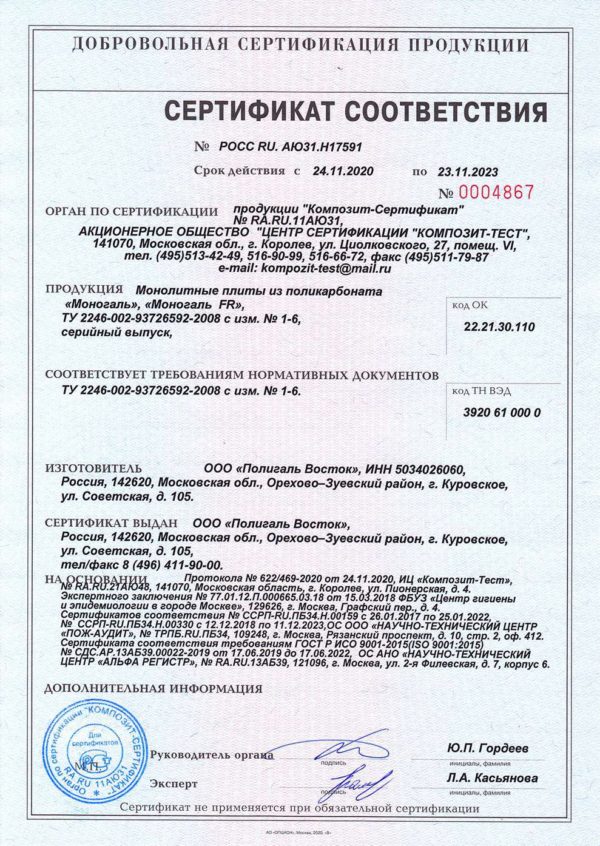 ДОБРОВОЛЬНАЯ СЕРТИФИКАЦИЯ ПРОДУКЦИИ
СЕРТИФИКАТ СООТВЕТСТВИЯ
№ РОСС RU. АЮ31.Н17591
Срок действия с 24.11.2020 по 23.11.2023
№ 0004867
ОРГАН ПО СЕРТИФИКАЦИИ продукции "Композит-Сертификат"
№ RA.RU.11АЮ31,
АКЦИОНЕРНОЕ ОБЩЕСТВО "ЦЕНТР СЕРТИФИКАЦИИ "КОМПОЗИТ-ТЕСТ",
141070, Московская обл., г. Королев, ул. Циолковского, 27, помещ. VI,
тел. (495)513-42-49, 516-90-99, 516-66-72, факс (495)511-79-87
e-mail: kompozit-test@mail.ru
ПРОДУКЦИЯ Монолитные плиты из поликарбоната
«Моногаль», «Моногаль FR»,
ТУ 2246-002-93726592-2008 с изм. № 1-6,
серийный выпуск,
код ОК
22.21.30.110
СООТВЕТСТВУЕТ ТРЕБОВАНИЯМ НОРМАТИВНЫХ ДОКУМЕНТОВ
ТУ 2246-002-93726592-2008 с изм. № 1-6.
код ТН ВЭД
3920 61 000 0
ИЗГОТОВИТЕЛЬ ООО «Полигаль Восток», ИНН 5034026060,
Россия, 142620, Московская обл., Орехово–Зуевский район, г. Куровское,
ул. Советская, д. 105.
СЕРТИФИКАТ ВЫДАН ООО «Полигаль Восток»,
Россия, 142620, Московская обл., Орехово–Зуевский район, г. Куровское,
ул. Советская, д. 105,
тел/факс 8 (496) 411-90-00.
НА ОСНОВАНИИ Протокола № 622/469-2020 от 24.11.2020, ИЦ «Композит-Тест»,
№ RA.RU.21АЮ48, 141070, Московская область, г. Королев, ул. Пионерская, д. 4.
Экспертного заключения № 77.01.12.П.000665.03.18 от 15.03.2018 ФБУЗ «Центр гигиены
и эпидемиологии в городе Москве», 129626, г. Москва, Графский пер., д. 4.
Сертификатов соответствия № ССРП-RU.ПБ34.Н.00159 с 26.01.2017 по 25.01.2022,
№ ССРП-RU.ПБ34.Н.00330 с 12.12.2018 по 11.12.2023,ОС ООО «НАУЧНО-ТЕХНИЧЕСКИЙ ЦЕНТР
«ПОЖ-АУДИТ», № ТРПБ.RU.ПБ34, 109248, г. Москва, Рязанский проспект, д. 10, стр. 2, оф. 412.
Сертификата соответствия требованиям ГОСТ Р ИСО 9001-2015(ISO 9001:2015)
№ СДС.АР.13АБ39.00022-2019 от 17.06.2019 до 17.06.2022, ОС АНО «НАУЧНО-ТЕХНИЧЕСКИЙ
ЦЕНТР «АЛЬФА РЕГИСТР», № RA.RU.13АБ39, 121096, г. Москва, ул. 2-я Филевская, д. 7, корпус 6.
ДОПОЛНИТЕЛЬНАЯ ИНФОРМАЦИЯ
Орган по сертификации "КОМПОЗИТ-СЕРТИФИКАТ"
RA RU 11АЮ31
Для
сертификатов
М.П.
Руководитель органа
подпись
Ю.П. Гордеев
инициалы, фамилия
Эксперт
подпись
Л.А. Касьянова
инициалы, фамилия
Сертификат не применяется при обязательной сертификации
АО «ОПЦИОН», Москва, 2020, «В»